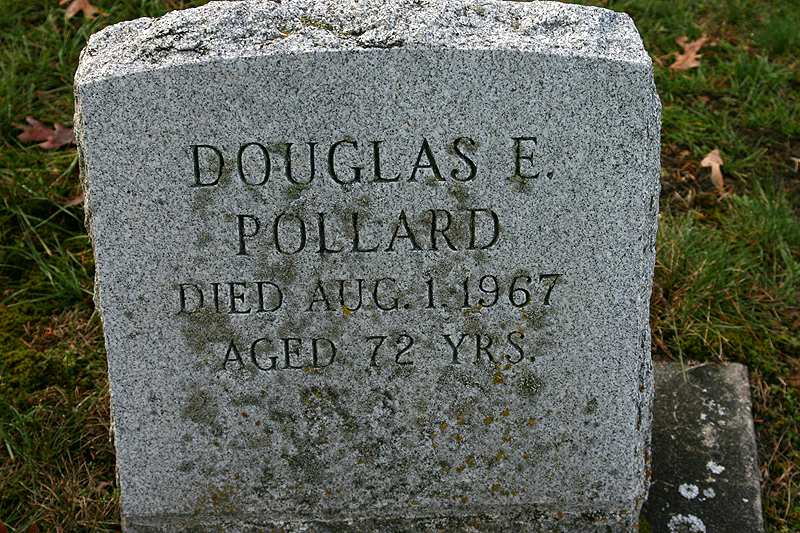 DOUGLAS E.
POLLARD
DIED AUG. 1. 1967
AGED 72 YRS.